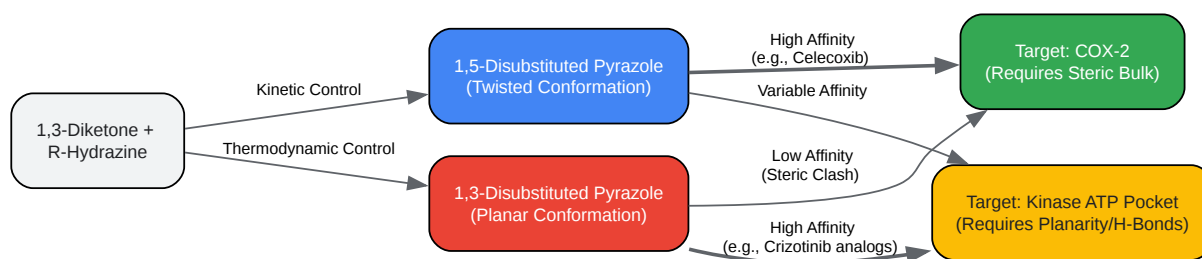 1,3-Diketone +
R-Hydrazine
Kinetic Control
Thermodynamic Control
1,5-Disubstituted Pyrazole
(Twisted Conformation)
1,3-Disubstituted Pyrazole
(Planar Conformation)
High Affinity
(e.g., Celecoxib)
Variable Affinity
Low Affinity
(Steric Clash)
High Affinity
(e.g., Crizotinib analogs)
Target: COX-2
(Requires Steric Bulk)
Target: Kinase ATP Pocket
(Requires Planarity/H-Bonds)